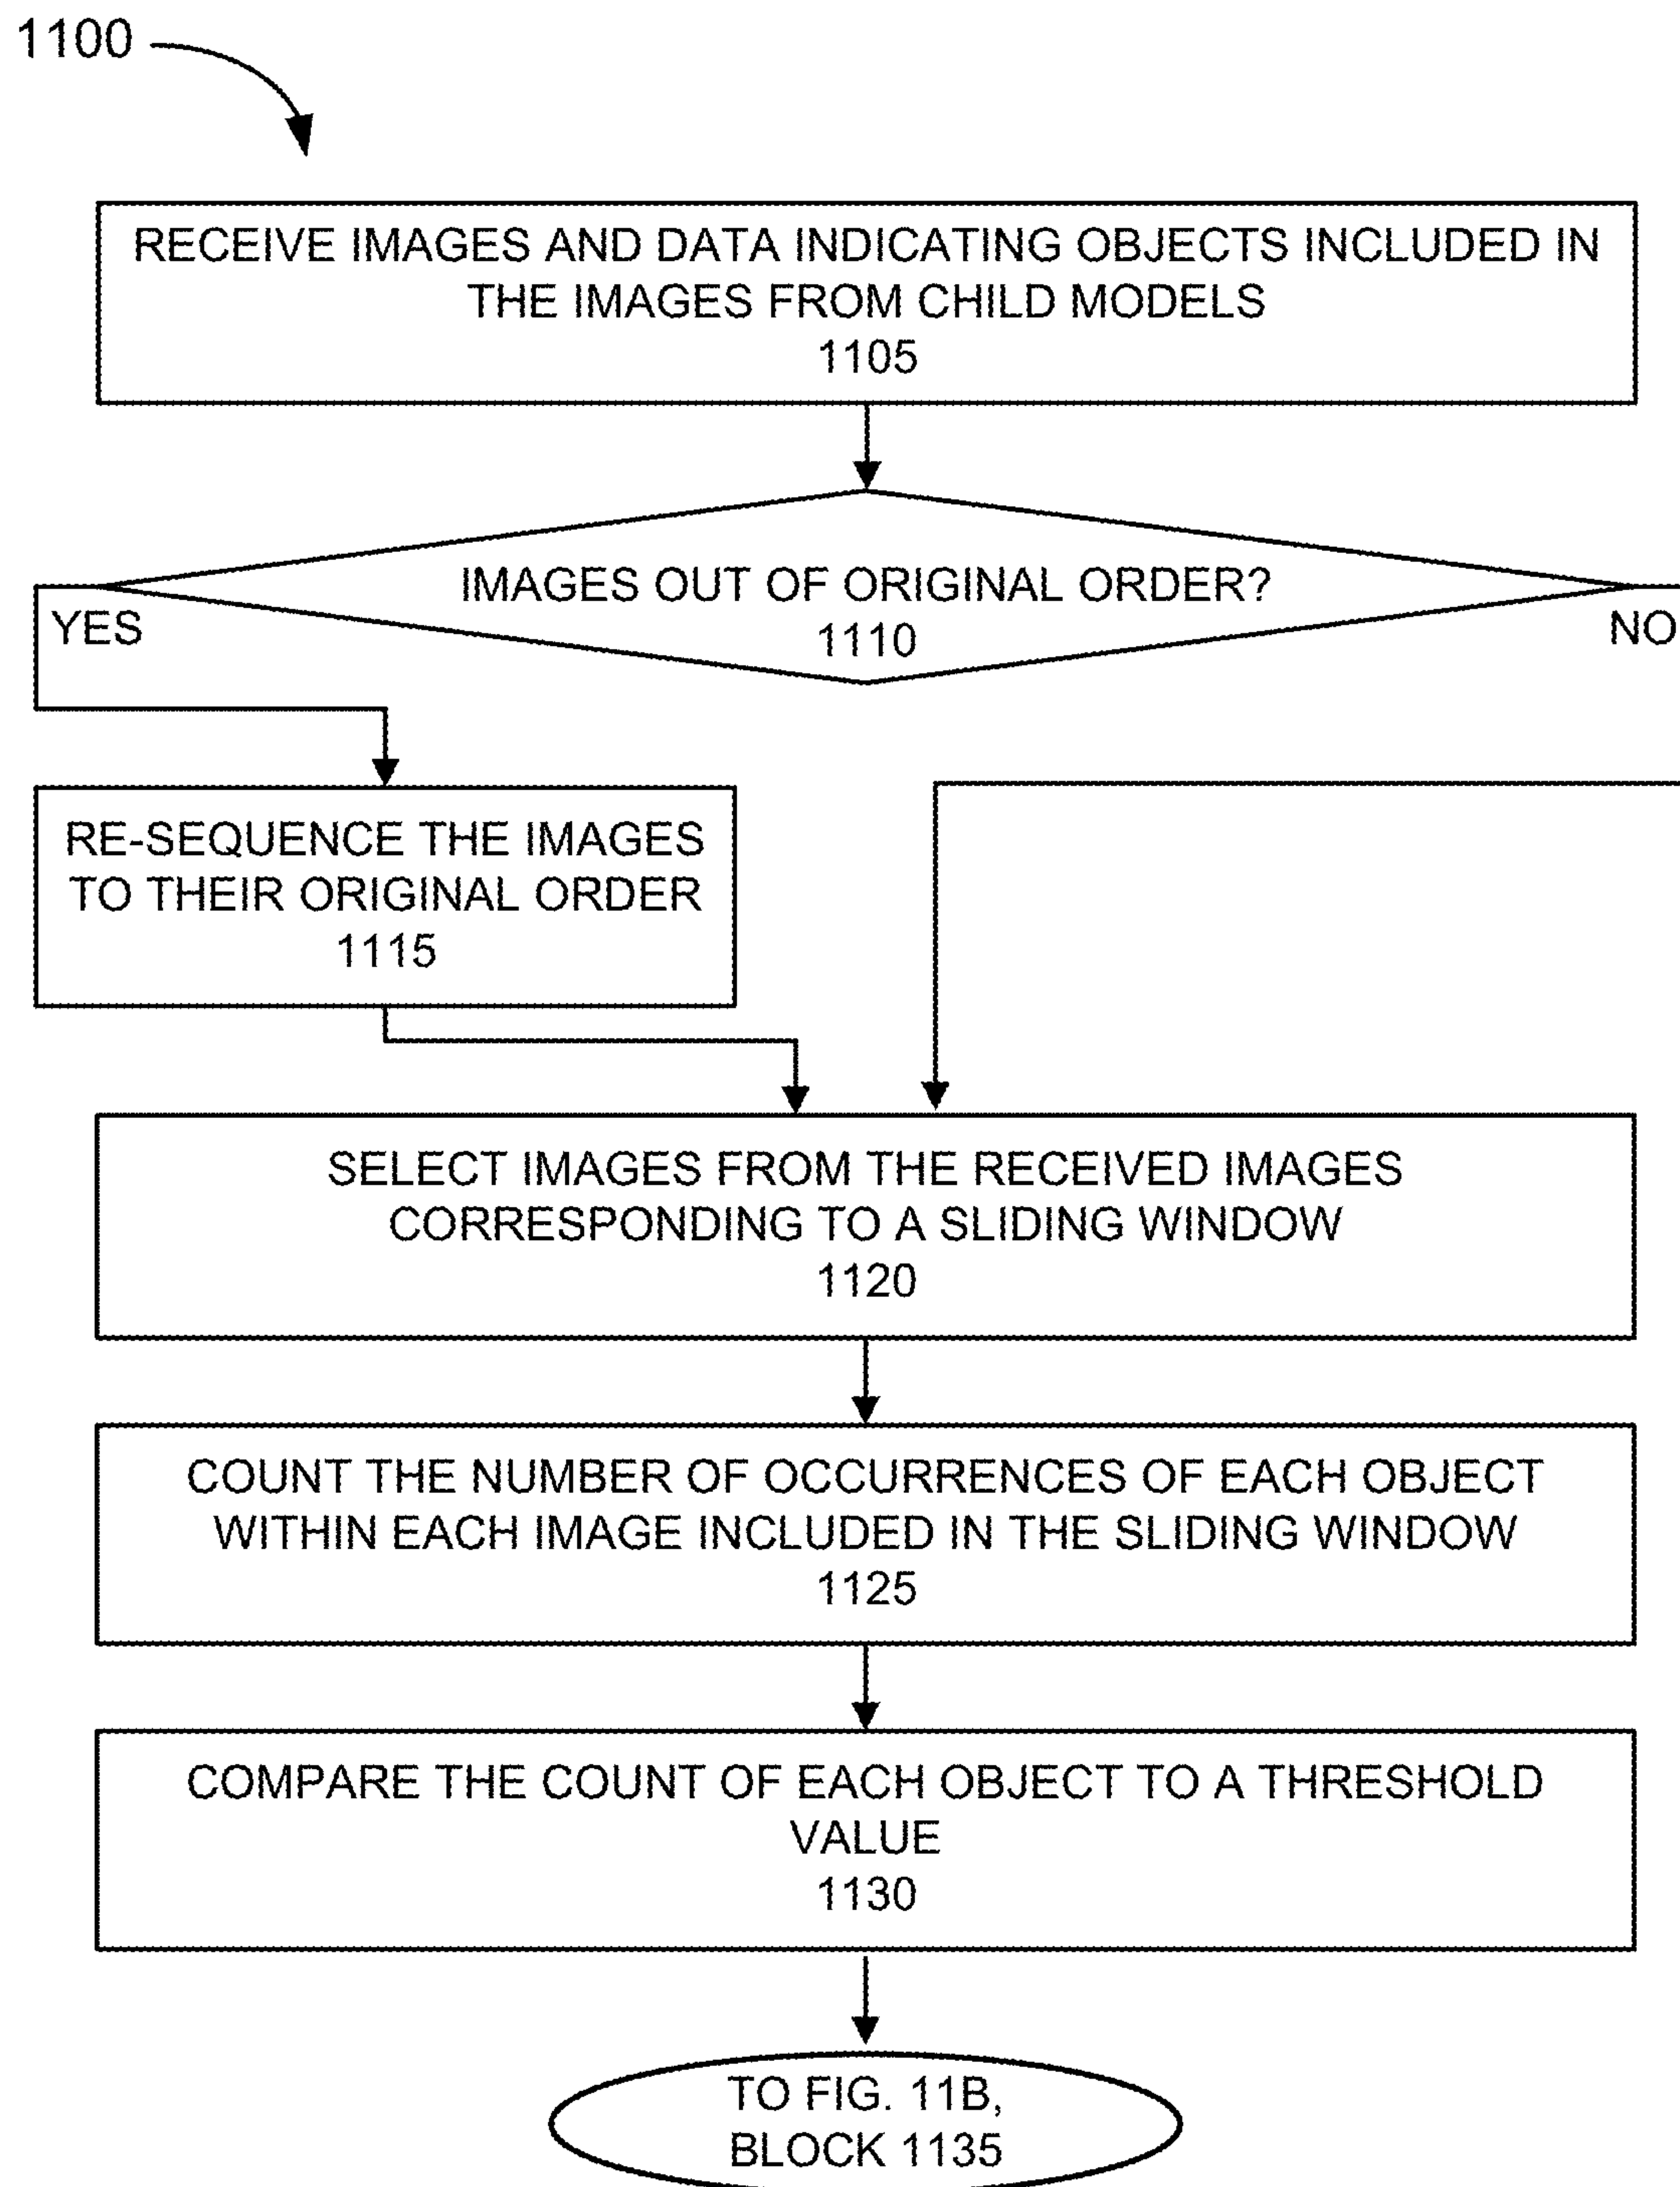 1100
RECEIVE IMAGES AND DATA INDICATING OBJECTS INCLUDED IN
THE IMAGES FROM CHILD MODELS
1105
IMAGES OUT OF ORIGINAL ORDER?
1110
YES
NO
RE-SEQUENCE THE IMAGES
TO THEIR ORIGINAL ORDER
1115
SELECT IMAGES FROM THE RECEIVED IMAGES
CORRESPONDING TO A SLIDING WINDOW
1120
COUNT THE NUMBER OF OCCURRENCES OF EACH OBJECT
WITHIN EACH IMAGE INCLUDED IN THE SLIDING WINDOW
1125
COMPARE THE COUNT OF EACH OBJECT TO A THRESHOLD
VALUE
1130
TO FIG. 11B,
BLOCK 1135